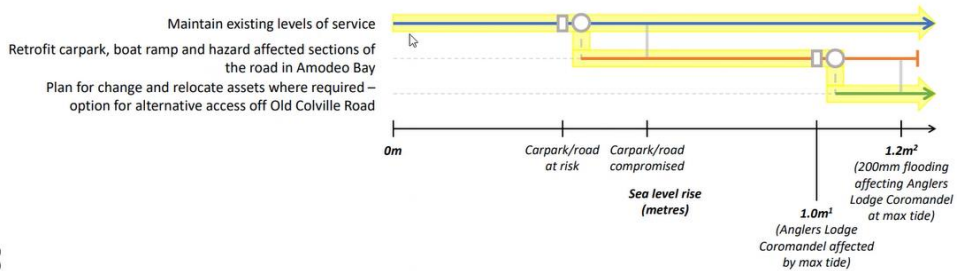 Maintain existing levels of service
Retrofit carpark, boat ramp and hazard affected sections of
the road in Amodeo Bay
Plan for change and relocate assets where required –
option for alternative access off Old Colville Road
0m
Carpark/road
at risk
Carpark/road
compromised
Sea level rise
(metres)
1.0m¹
(Anglers Lodge
Coromandel affected
by max tide)
1.2m²
(200mm flooding
affecting Anglers
Lodge Coromandel
at max tide)